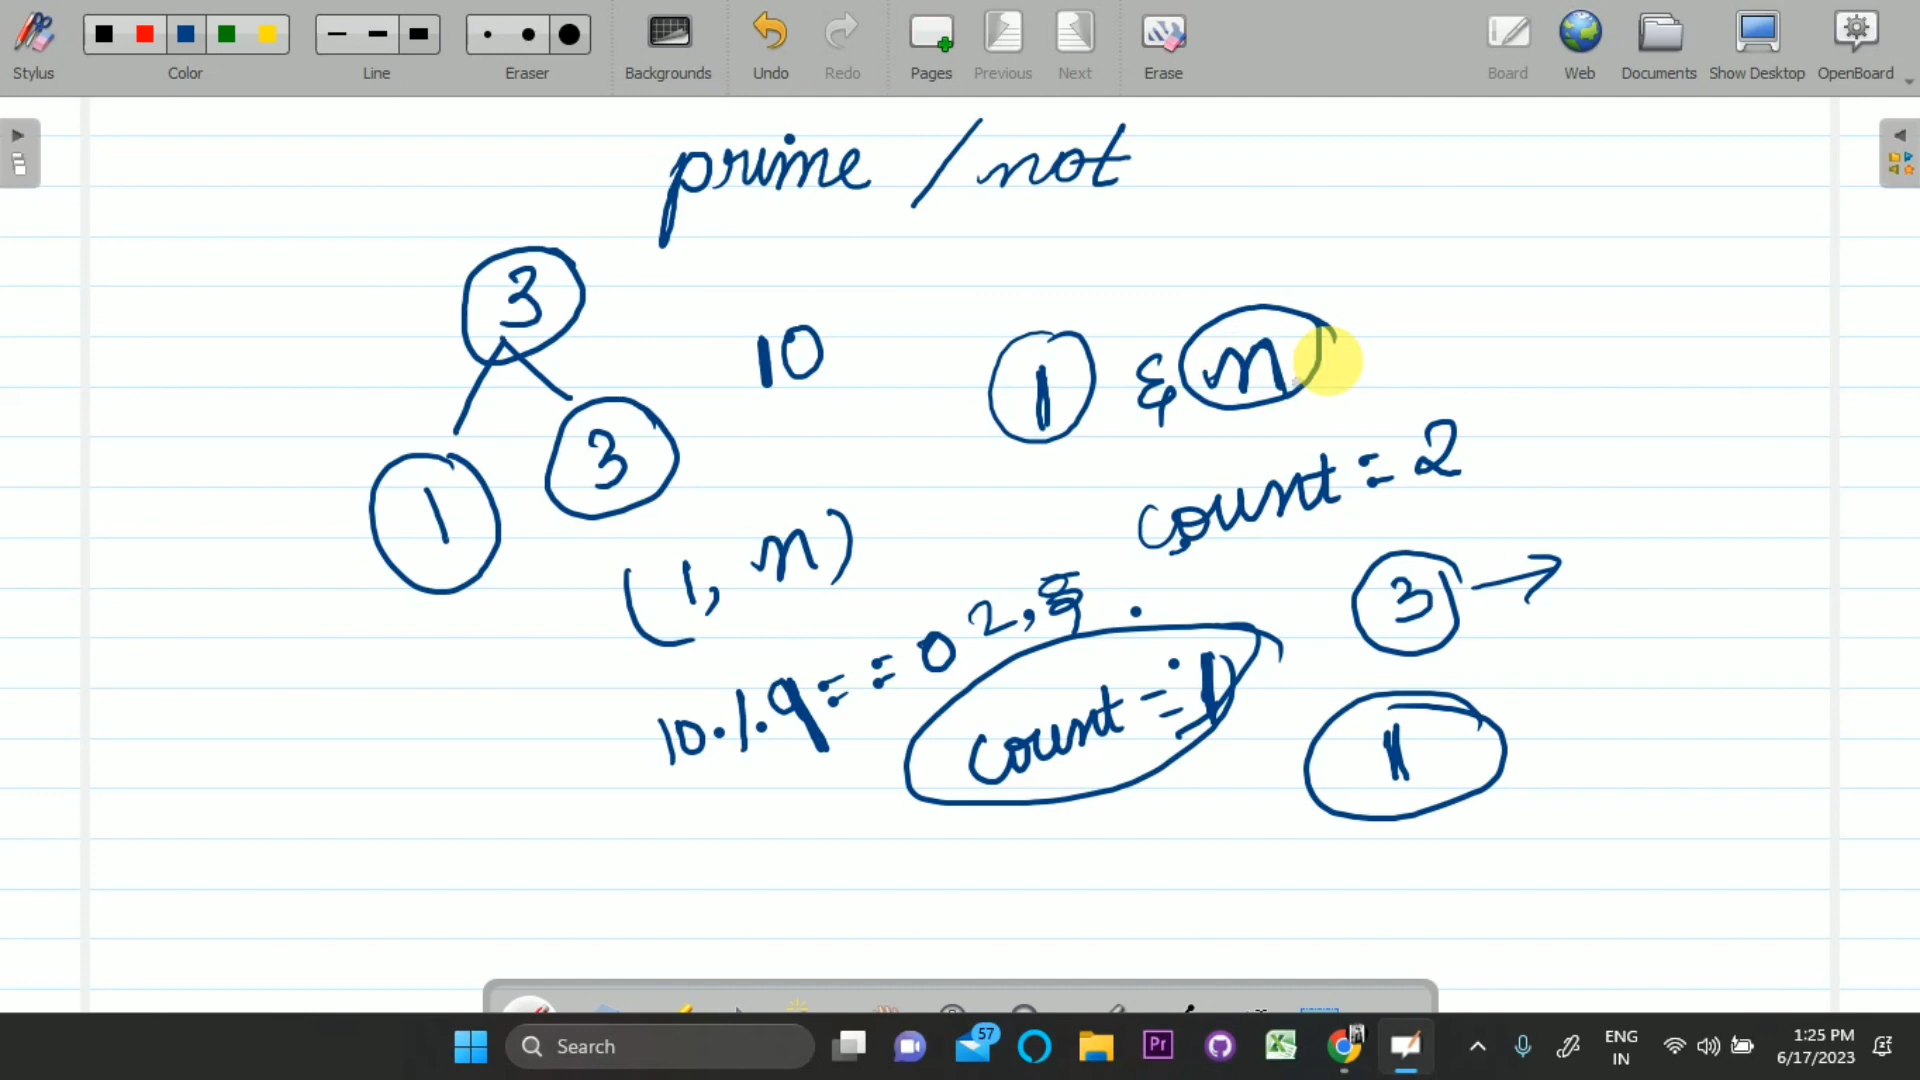 Stylus
Color
Line
Eraser
Backgrounds
Undo
Redo
Pages
Previous
Next
Erase
Board
Web
Documents
Show Desktop
OpenBoard
prime / not
3
10
1 & n
1
3
count = 2
(1, n)
3 →
2,
10 % 9 == 0
count =
1
57
Search
ENG
IN
1:25 PM
6/17/2023